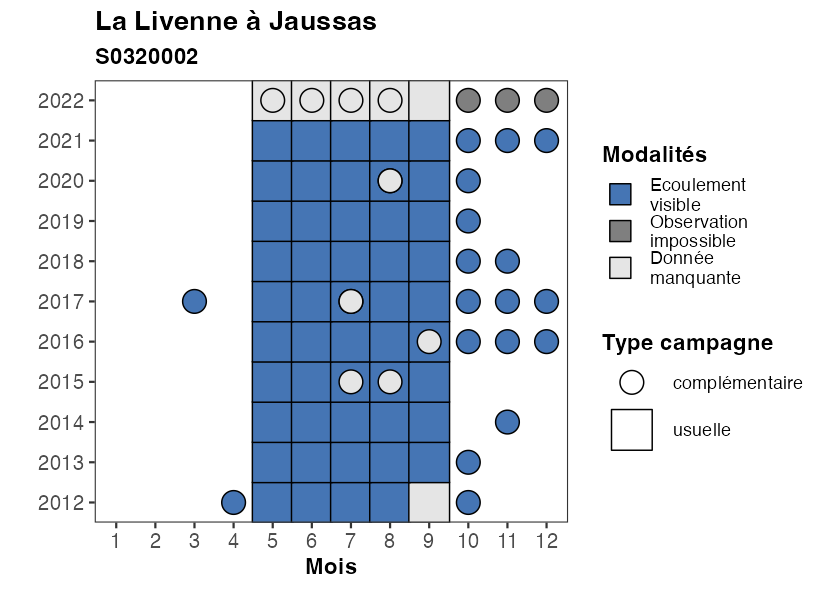 La Livenne à Jaussas
S0320002
2022
2021
2020
2019
2018
2017
2016
2015
2014
2013
2012
1 2 3 4 5 6 7 8 9 10 11 12
Mois
Modalités
Ecoulement
visible
Observation
impossible
Donnée
manquante
Type campagne
complémentaire
usuelle